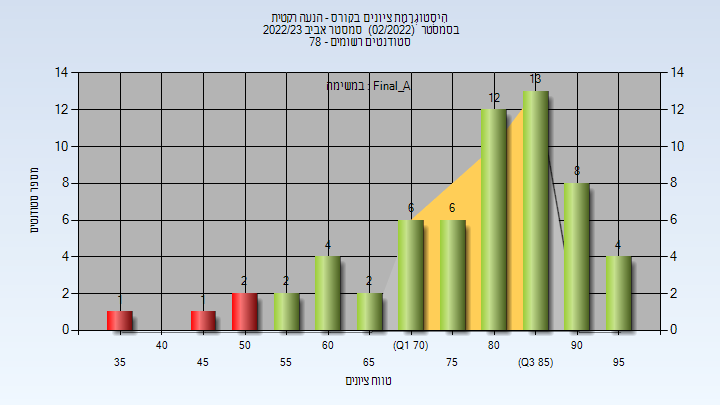 היסטוגרמת ציונים בקורס - הנעה רקטית
בסמסטר (02/2022) סמסטר אביב 2022/23
סטודנטים רשומים - 78
במשימה : Final_A
מספר סטודנטים
14 14
12 12
10 10
8 8
6 6
4 4
2 2
0 0
1 1 2 2 4 2 6 6 12 13 8 4
40 50 60 (Q1 70) 80 90
35 45 55 65 75 (Q3 85) 95
טווח ציונים